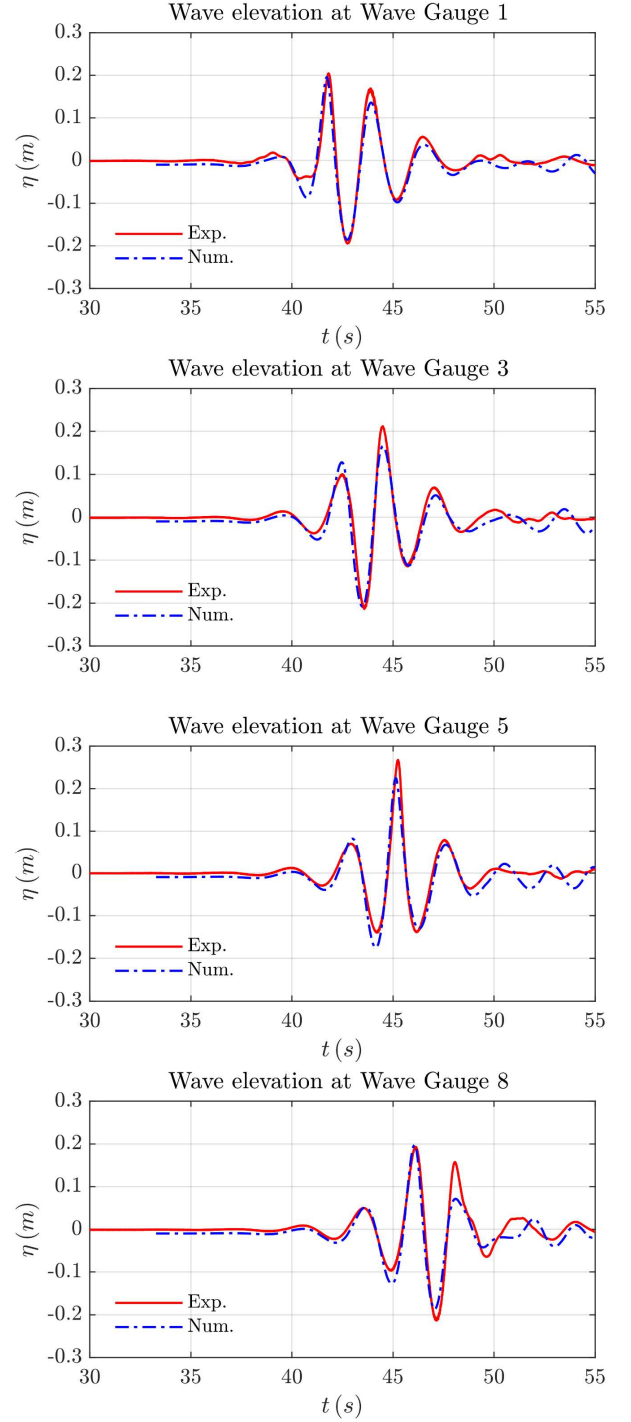 Wave elevation at Wave Gauge 1
0.3
0.2
0.1
0
-0.1
-0.2
-0.3
η (m)
Exp.
Num.
30 35 40 45 50 55
t (s)
Wave elevation at Wave Gauge 3
0.3
0.2
0.1
0
-0.1
-0.2
-0.3
η (m)
Exp.
Num.
30 35 40 45 50 55
Wave elevation at Wave Gauge 5
0.3
0.2
0.1
0
-0.1
-0.2
-0.3
η (m)
Exp.
Num.
30 35 40 45 50 55
t (s)
Wave elevation at Wave Gauge 8
0.3
0.2
0.1
0
-0.1
-0.2
-0.3
η (m)
Exp.
Num.
30 35 40 45 50 55
t (s)